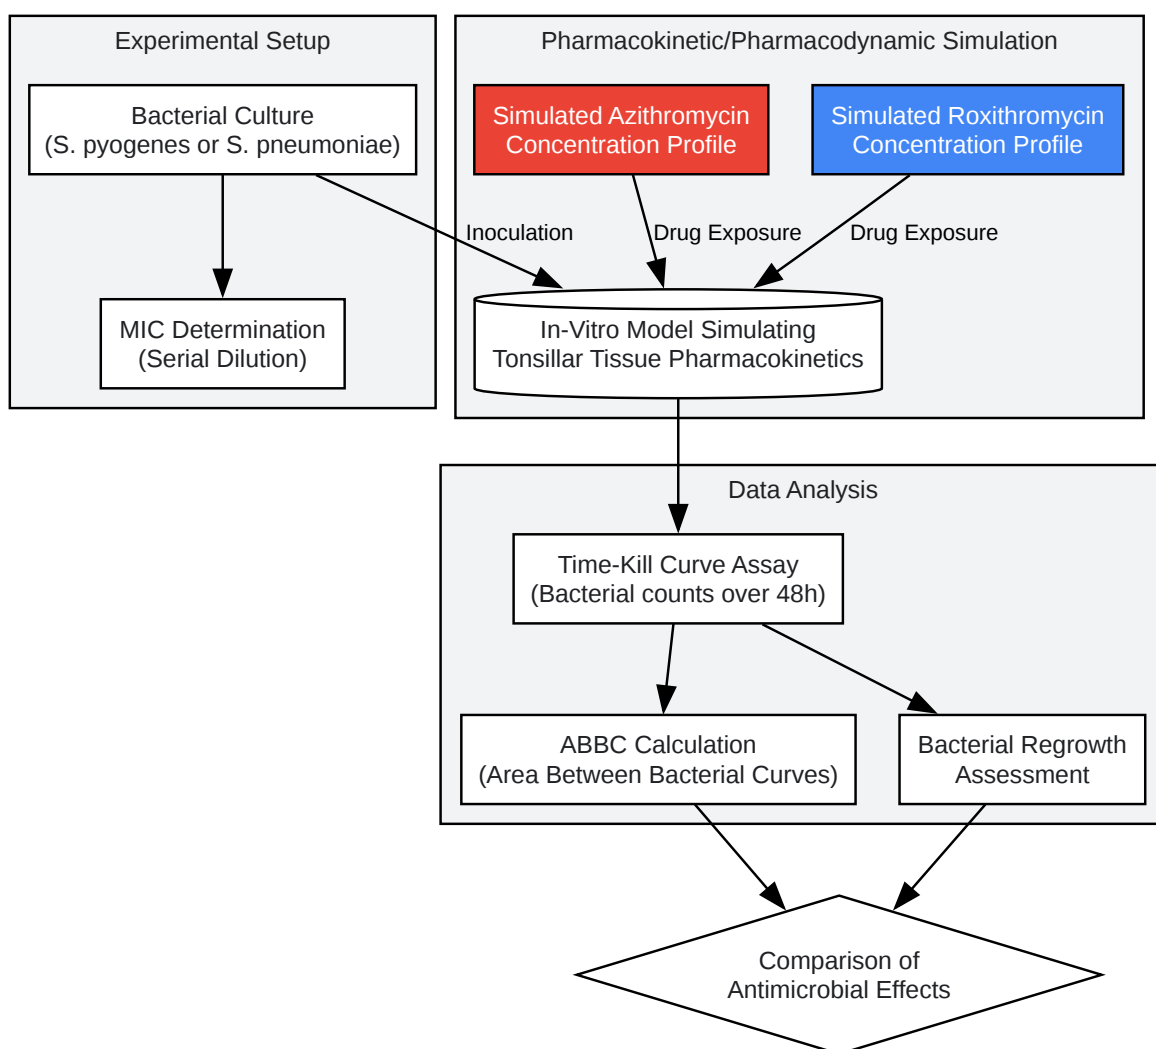 Experimental Setup
Bacterial Culture
(S. pyogenes or S. pneumoniae)
MIC Determination
(Serial Dilution)
Pharmacokinetic/Pharmacodynamic Simulation
Simulated Azithromycin
Concentration Profile
Simulated Roxithromycin
Concentration Profile
Inoculation
Drug Exposure
Drug Exposure
In-Vitro Model Simulating
Tonsillar Tissue Pharmacokinetics
Data Analysis
Time-Kill Curve Assay
(Bacterial counts over 48h)
ABBC Calculation
(Area Between Bacterial Curves)
Bacterial Regrowth
Assessment
Comparison of
Antimicrobial Effects